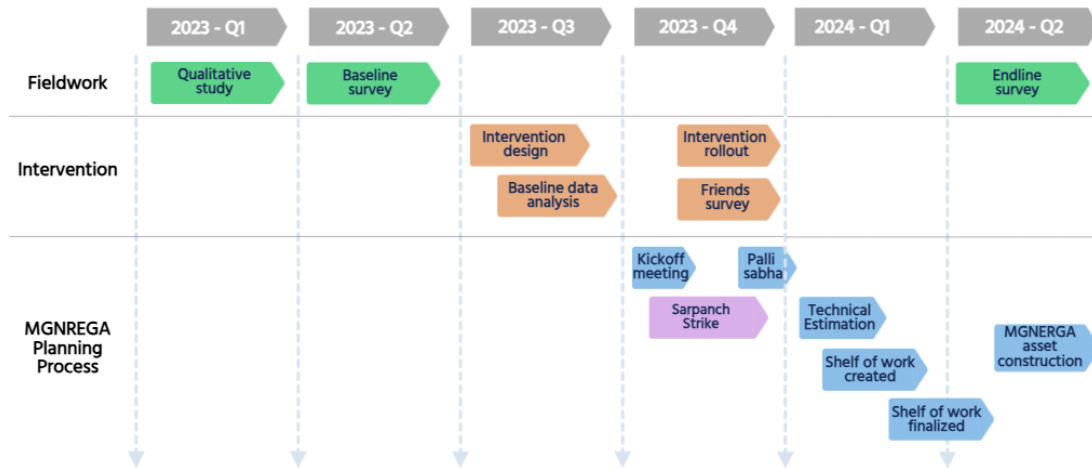 2023 - Q1
2023 - Q2
2023 - Q3
2023 - Q4
2024 - Q1
2024 - Q2
Fieldwork
Qualitative
study
Baseline
survey
Endline
survey
Intervention
Intervention
design
Intervention
rollout
Baseline data
analysis
Friends
survey
MGNREGA
Planning
Process
Kickoff
meeting
Palli
sabha
Sarpanch
Strike
Technical
Estimation
MGNERGA
asset
construction
Shelf of work
created
Shelf of work
finalized